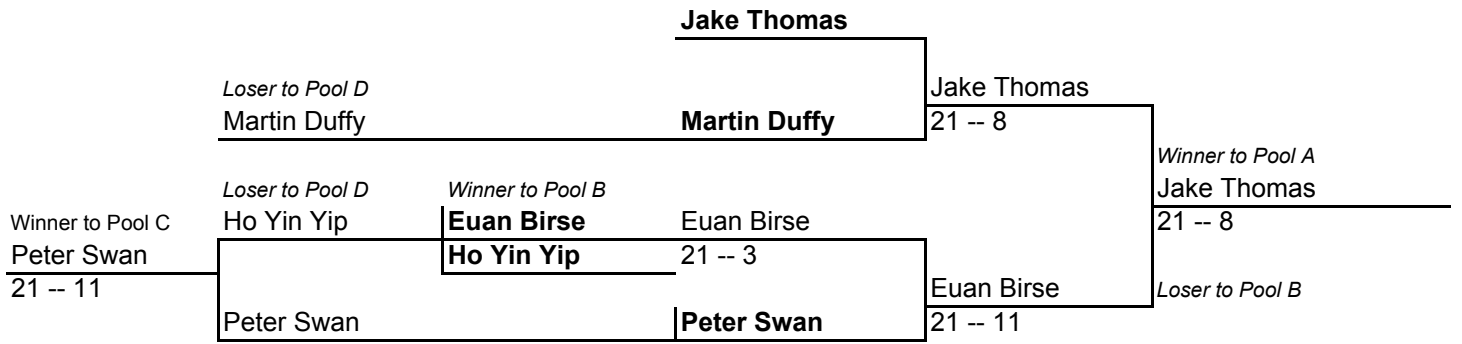 Jake Thomas
Loser to Pool D Jake Thomas
Martin Duffy Martin Duffy 21 -- 8
Winner to Pool A
Loser to Pool D Winner to Pool B Jake Thomas
Winner to Pool C Ho Yin Yip Euan Birse Euan Birse 21 -- 8
Peter Swan Ho Yin Yip 21 -- 3
21 -- 11 Euan Birse Loser to Pool B
Peter Swan Peter Swan 21 -- 11